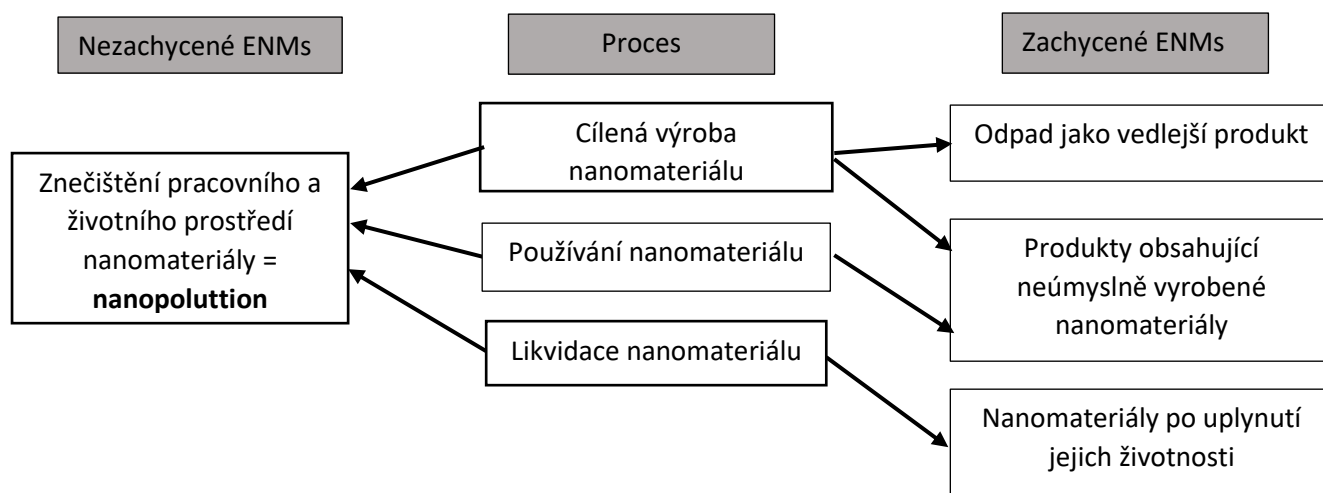 Nezachycené ENMs
Proces
Zachycené ENMs
Znečištění pracovního a
životního prostředí
nanomateriály =
nanopoluttion
Cílená výroba
nanomateriálu
Používání nanomateriálu
Likvidace nanomateriálu
Odpad jako vedlejší produkt
Produkty obsahující
neúmyslně vyrobené
nanomateriály
Nanomateriály po uplynutí
jejich životnosti